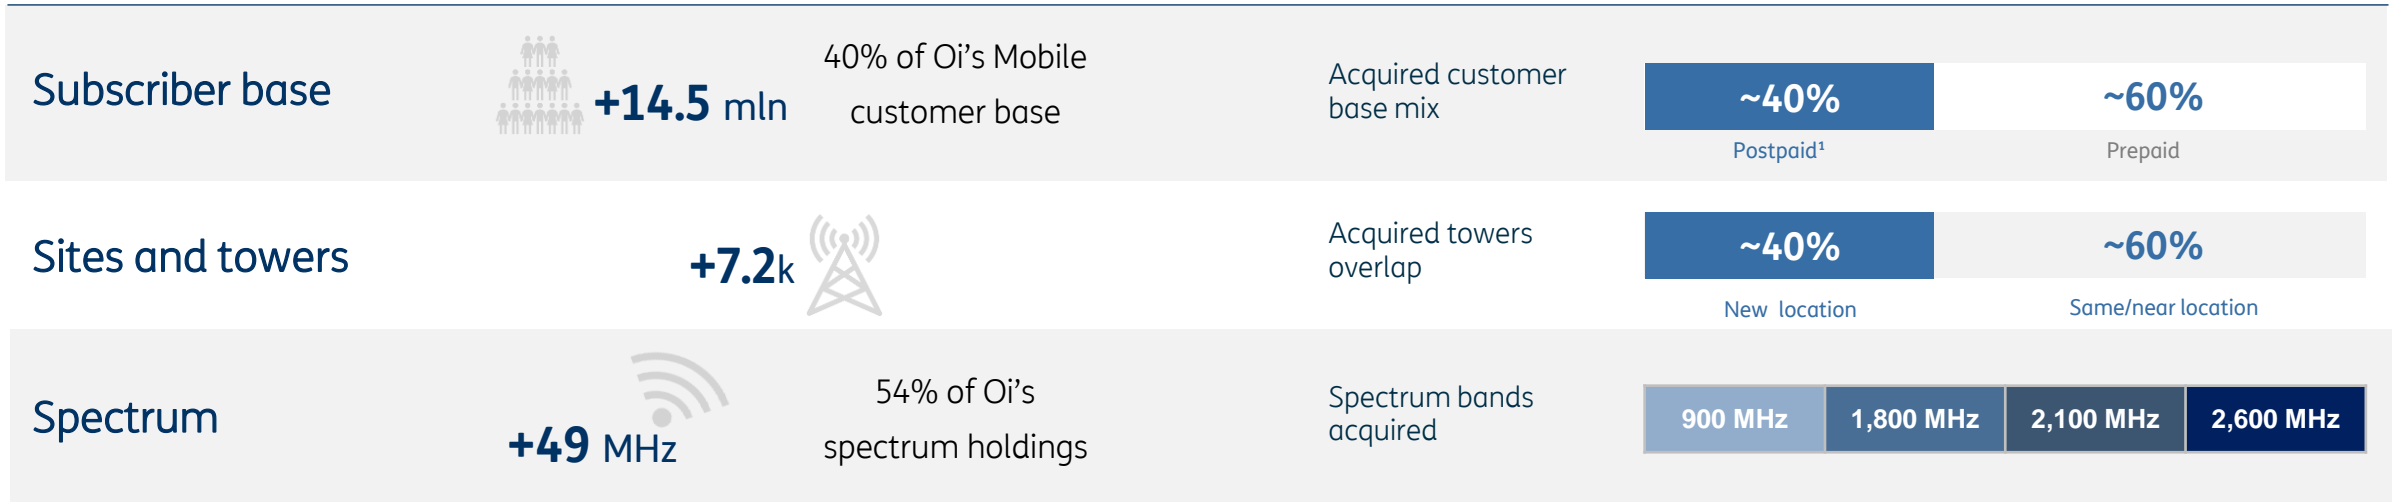 Subscriber base
+14.5 mln
40% of Oi's Mobile
customer base
Acquired customer
base mix
~40%
~60%
Postpaid¹
Prepaid
Sites and towers
+7.2k
Acquired towers
overlap
~40%
~60%
New location
Same/near location
Spectrum
+49 MHz
54% of Oi's
spectrum holdings
Spectrum bands
acquired
900 MHz
1,800 MHz
2,100 MHz
2,600 MHz